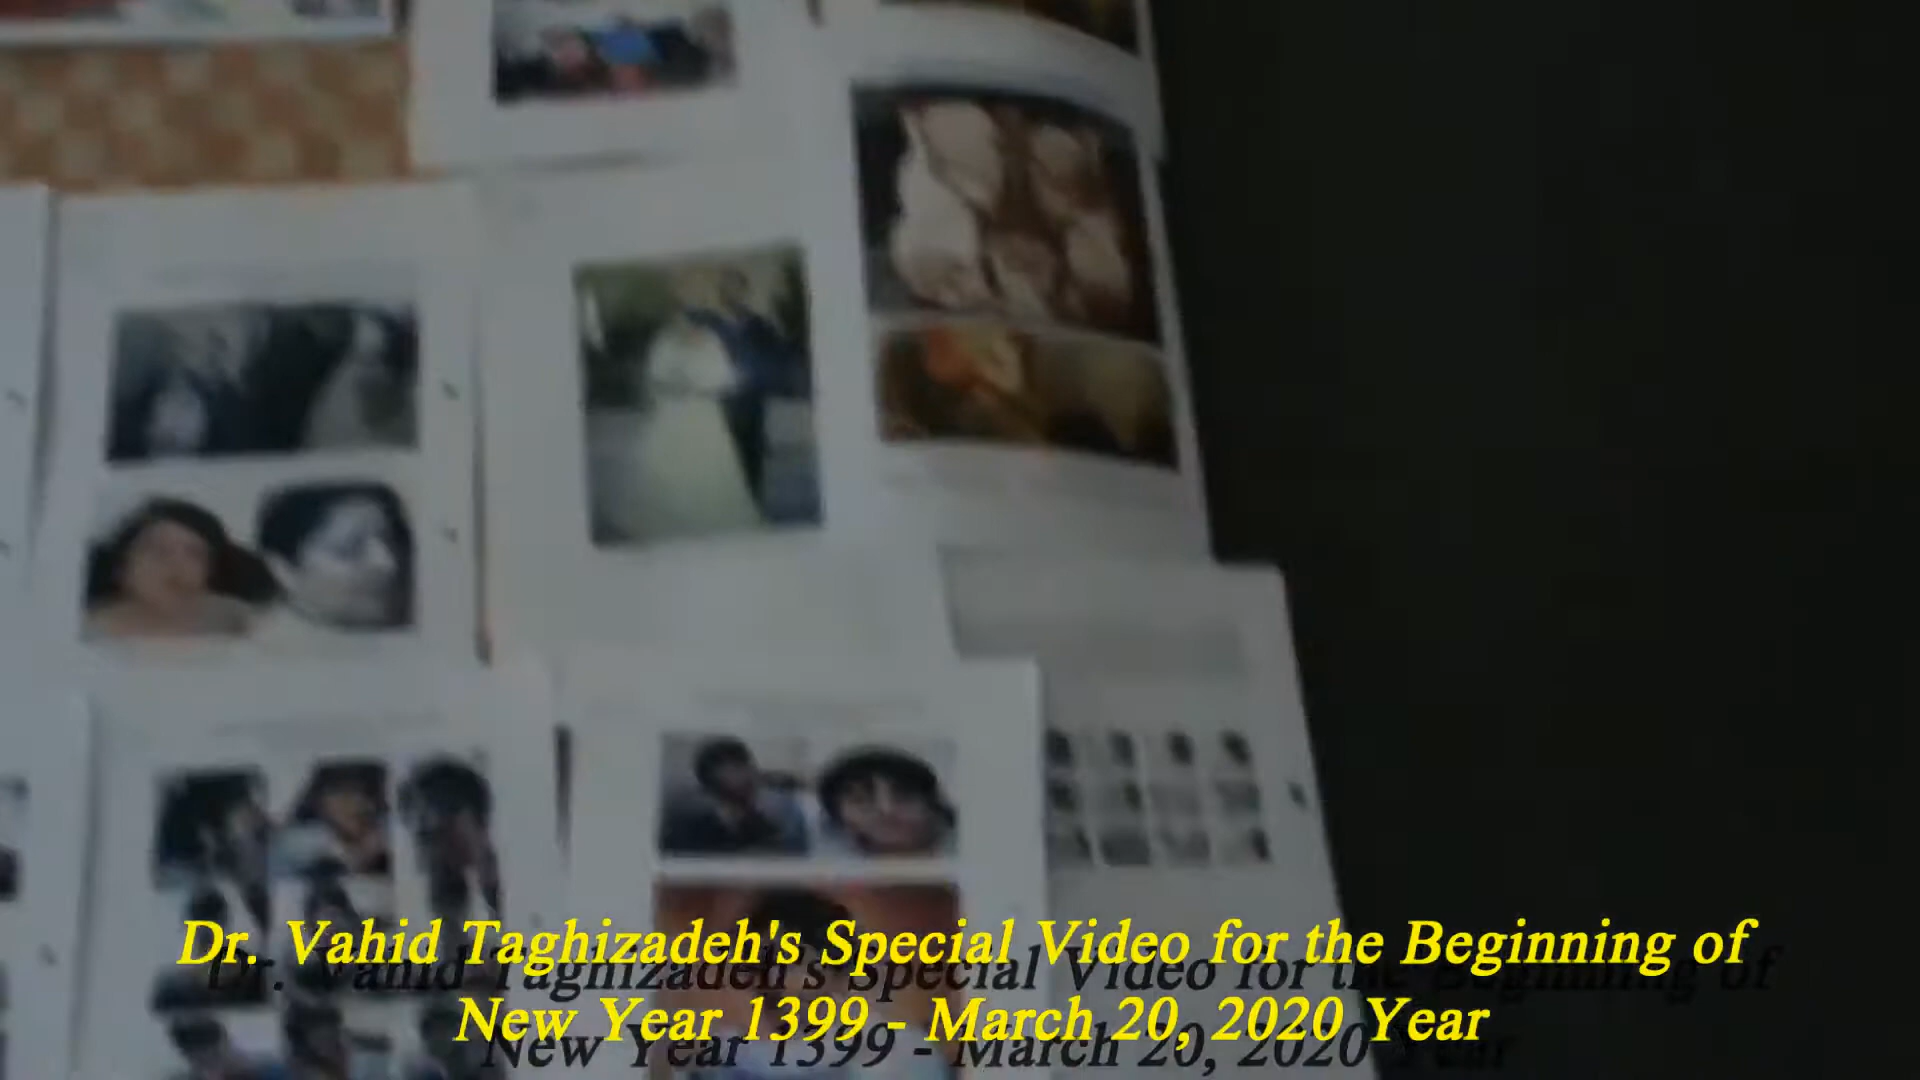 Dr. Vahid Taghizadeh's Special Video for the Beginning of
New Year 1399 - March 20, 2020 Year